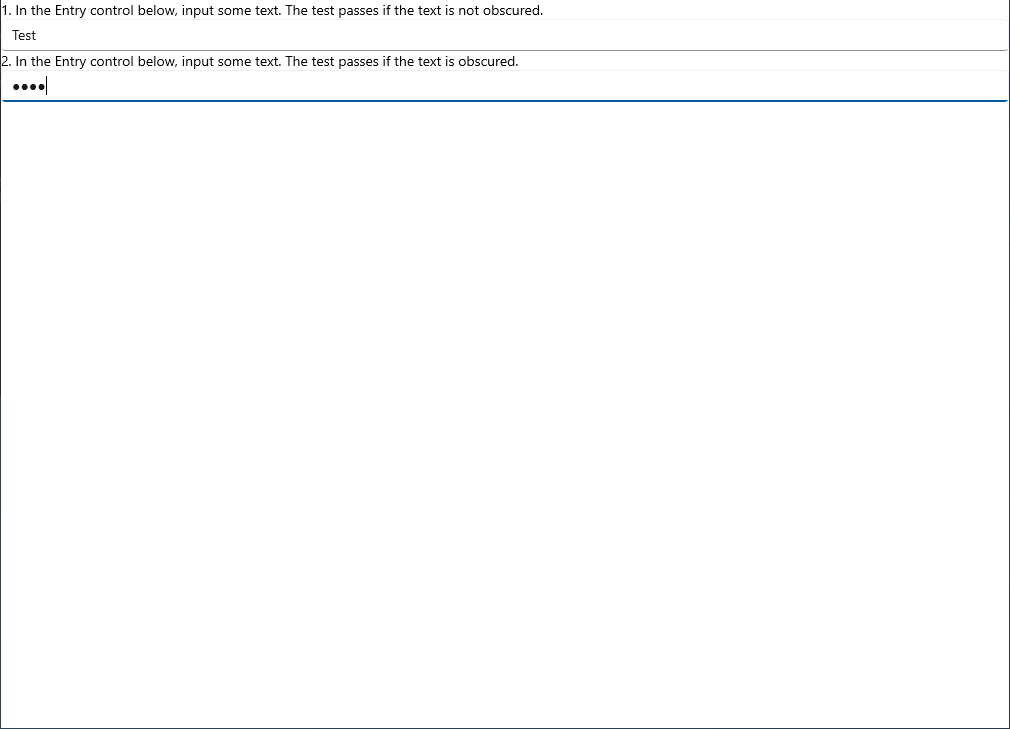 1. In the Entry control below, input some text. The test passes if the text is not obscured.
Test
2. In the Entry control below, input some text. The test passes if the text is obscured.
••••